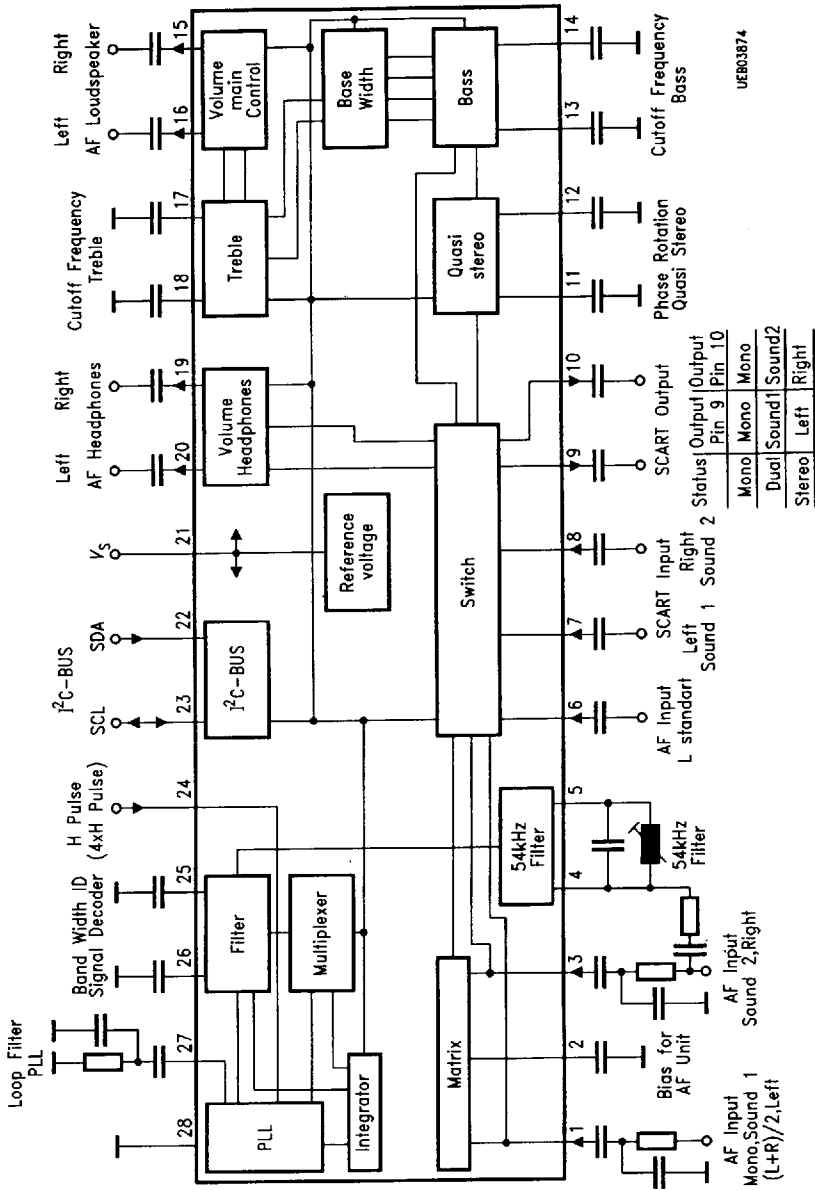 Loop Filter
PLL
Band Width ID
Signal Decoder
H Pulse
(4xH Pulse)
I²C-BUS
SCL
SDA
VS
Left
Right
AF Headphones
Cutoff Frequency
Treble
Left
Right
AF Loudspeaker
28
27
26
25
24
23
22
21
20
19
18
17
16
15
PLL
Integrator
Filter
Multiplexer
I²C-BUS
Reference
voltage
Volume
Headphones
Treble
Volume
main
Control
Base
Width
Matrix
54kHz
Filter
Switch
Quasi
stereo
Bass
1
2
3
4
5
6
7
8
9
10
11
12
13
14
AF Input
Mono,Sound 1
(L+R)/2,Left
Bias for
AF Unit
AF Input
Sound 2,Right
54kHz
Filter
AF Input
L standart
SCART Input
Left
Right
Sound 1
Sound 2
SCART Output
Status Output Output
Pin 9 Pin 10
Mono Mono Mono
Dual Sound1 Sound2
Stereo Left Right
Phase Rotation
Quasi Stereo
Cutoff Frequency
Bass
UEB03874